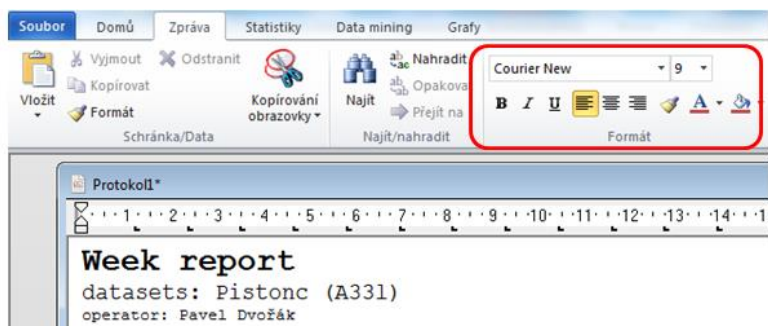 Soubor Domů Zpráva Statistiky Data mining Grafy
Vyjmout Odstranit
Kopírovat
Formát
Vložit
Kopírování
obrazovky
Schránka/Data
Najít
Nahradit
Přejít na
Najít/nahradit
Courier New 9
B I U A
Formát
Protokol1*
1 2 3 4 5 6 7 8 9 10 11 12 13 14 1
Week report
datasets: Pistonc (A331)
operator: Pavel Dvořák